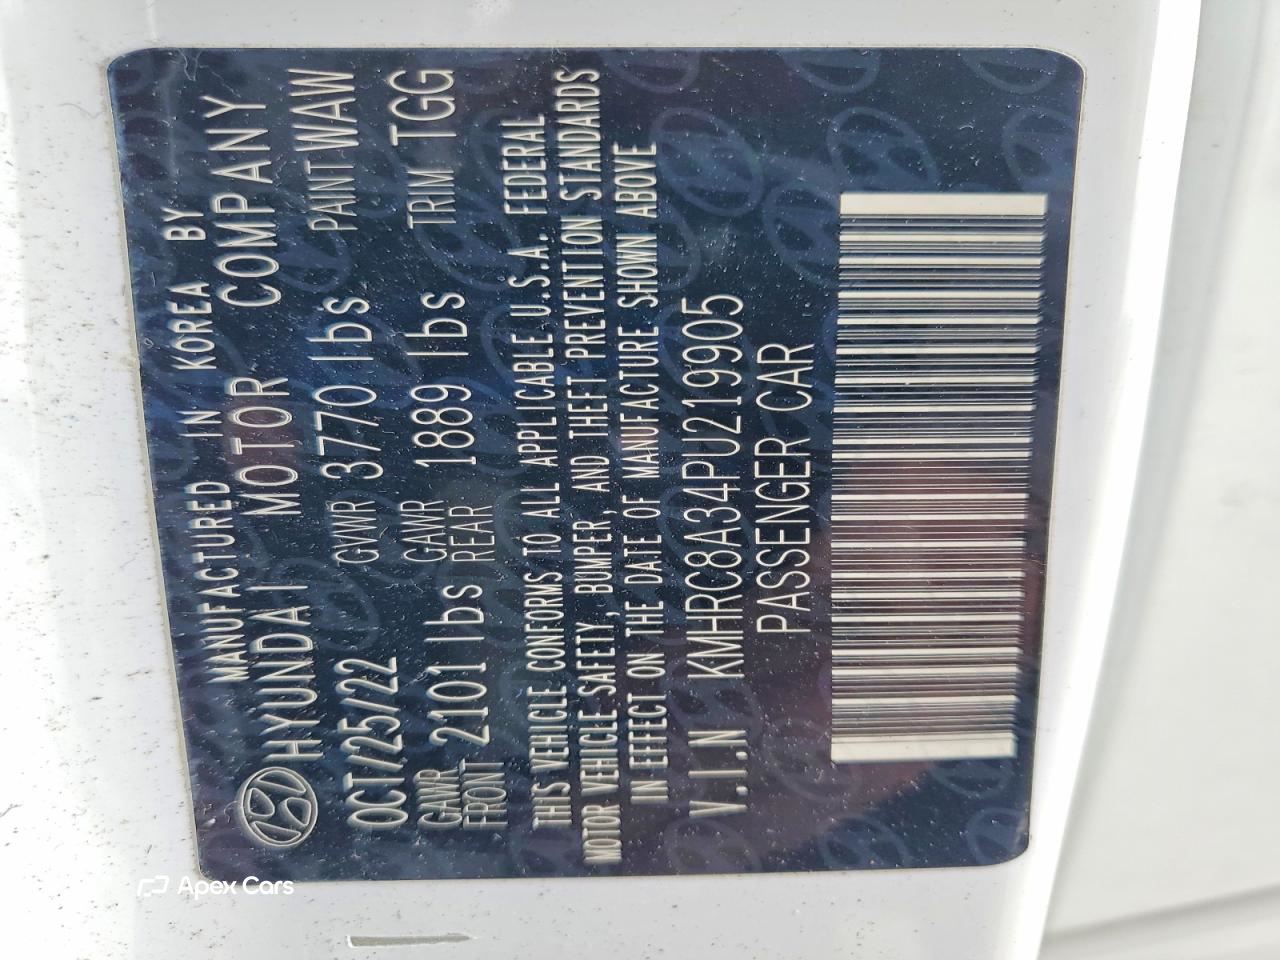 MANUFACTURED IN KOREA BY
HYUNDAI MOTOR COMPANY
OCT/25/22 GVWR 3770 lbs PAINT WAW
GAWR FRONT 2101 lbs GAWR REAR 1889 lbs TRIM TGG
THIS VEHICLE CONFORMS TO ALL APPLICABLE U.S.A. FEDERAL
MOTOR VEHICLE SAFETY, BUMPER, AND THEFT PREVENTION STANDARDS
IN EFFECT ON THE DATE OF MANUFACTURE SHOWN ABOVE
V.I.N KMHRC8A34PU219905
PASSENGER CAR
Apex Cars